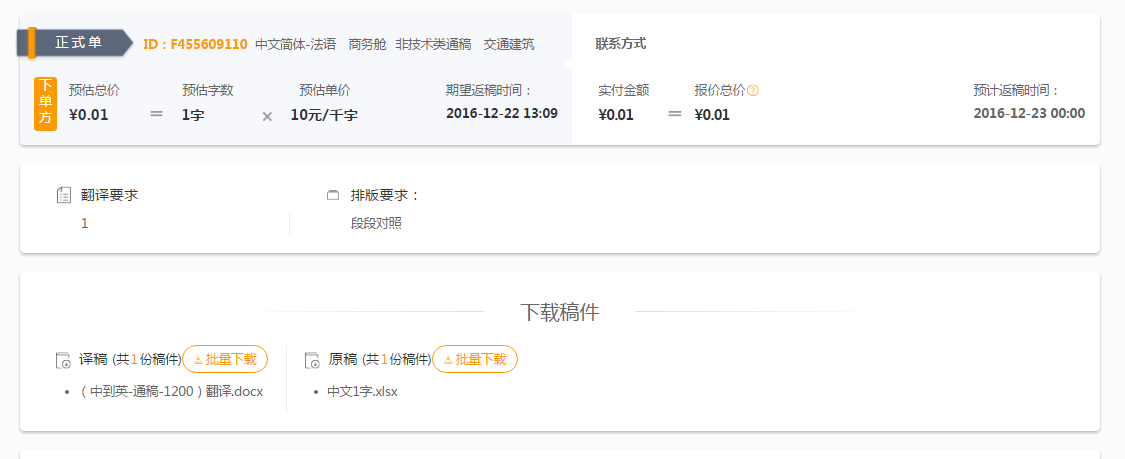 正式单 ID：F455609110 中文简体-法语 商务舱 非技术类通稿 交通建筑 联系方式
下单方
预估总价 预估字数 预估单价 期望返稿时间： 实付金额 报价总价? 预计返稿时间：
¥0.01 = 1字 × 10元/千字 2016-12-22 13:09 ¥0.01 = ¥0.01 2016-12-23 00:00
翻译要求 排版要求：
1 段段对照
下载稿件
译稿 (共1份稿件) 批量下载 原稿 (共1份稿件) 批量下载
• （中到英-通稿-1200）翻译.docx • 中文1字.xlsx